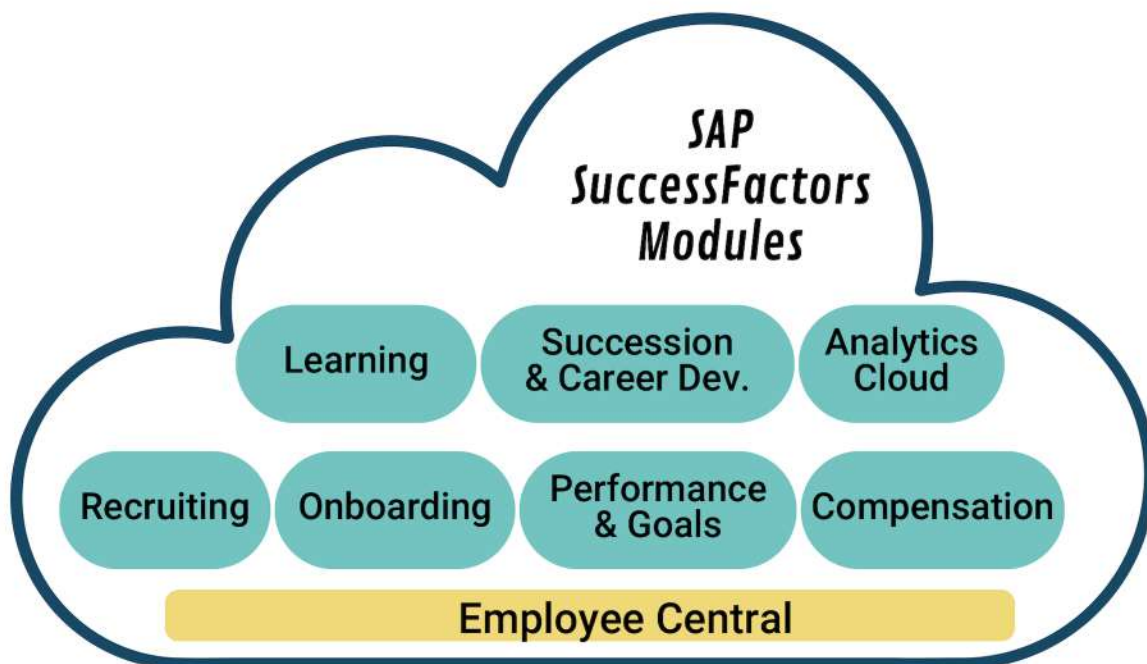 SAP
SuccessFactors
Modules
Learning
Succession
& Career Dev.
Analytics
Cloud
Recruiting
Onboarding
Performance
& Goals
Compensation
Employee Central